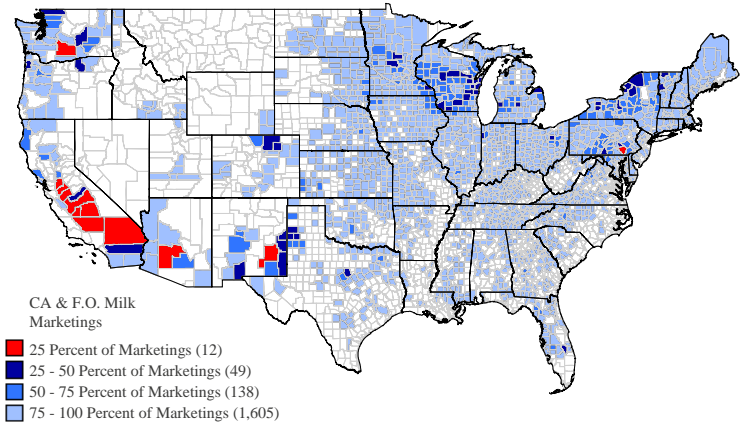 CA & F.O. Milk
Marketings
25 Percent of Marketings (12)
25 - 50 Percent of Marketings (49)
50 - 75 Percent of Marketings (138)
75 - 100 Percent of Marketings (1,605)